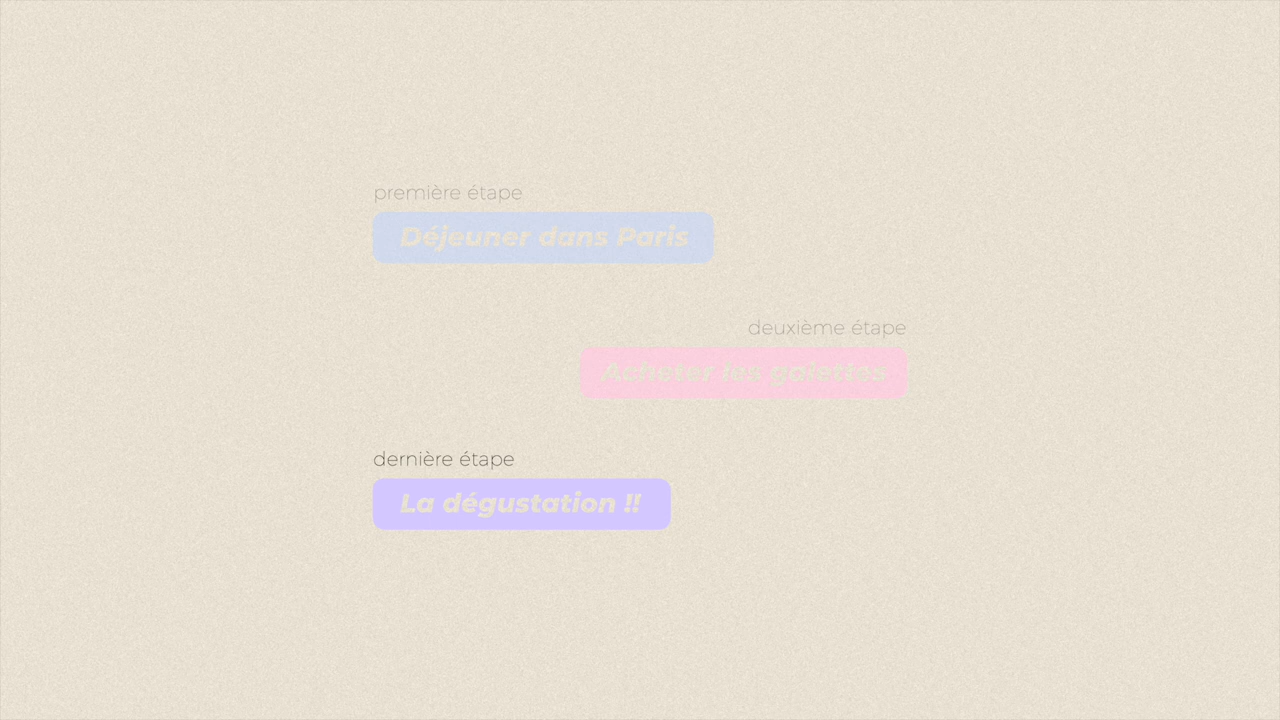 première étape
Déjeuner dans Paris
deuxième étape
Acheter les galettes
dernière étape
La dégustation !!